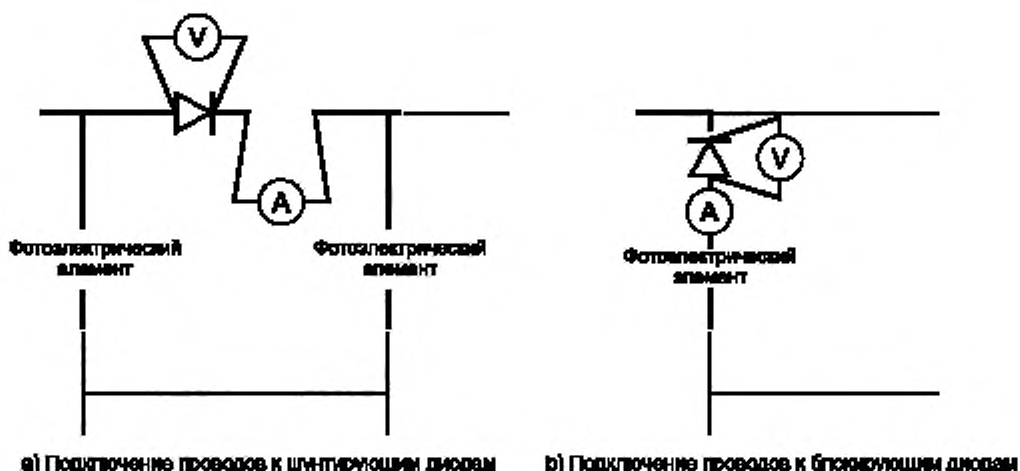 V
V
A
A
Фотоэлектрический
элемент
Фотоэлектрический
элемент
Фотоэлектрический
элемент
а) Подключение проводов к шунтирующим диодам
b) Подключение проводов к блокирующим диодам